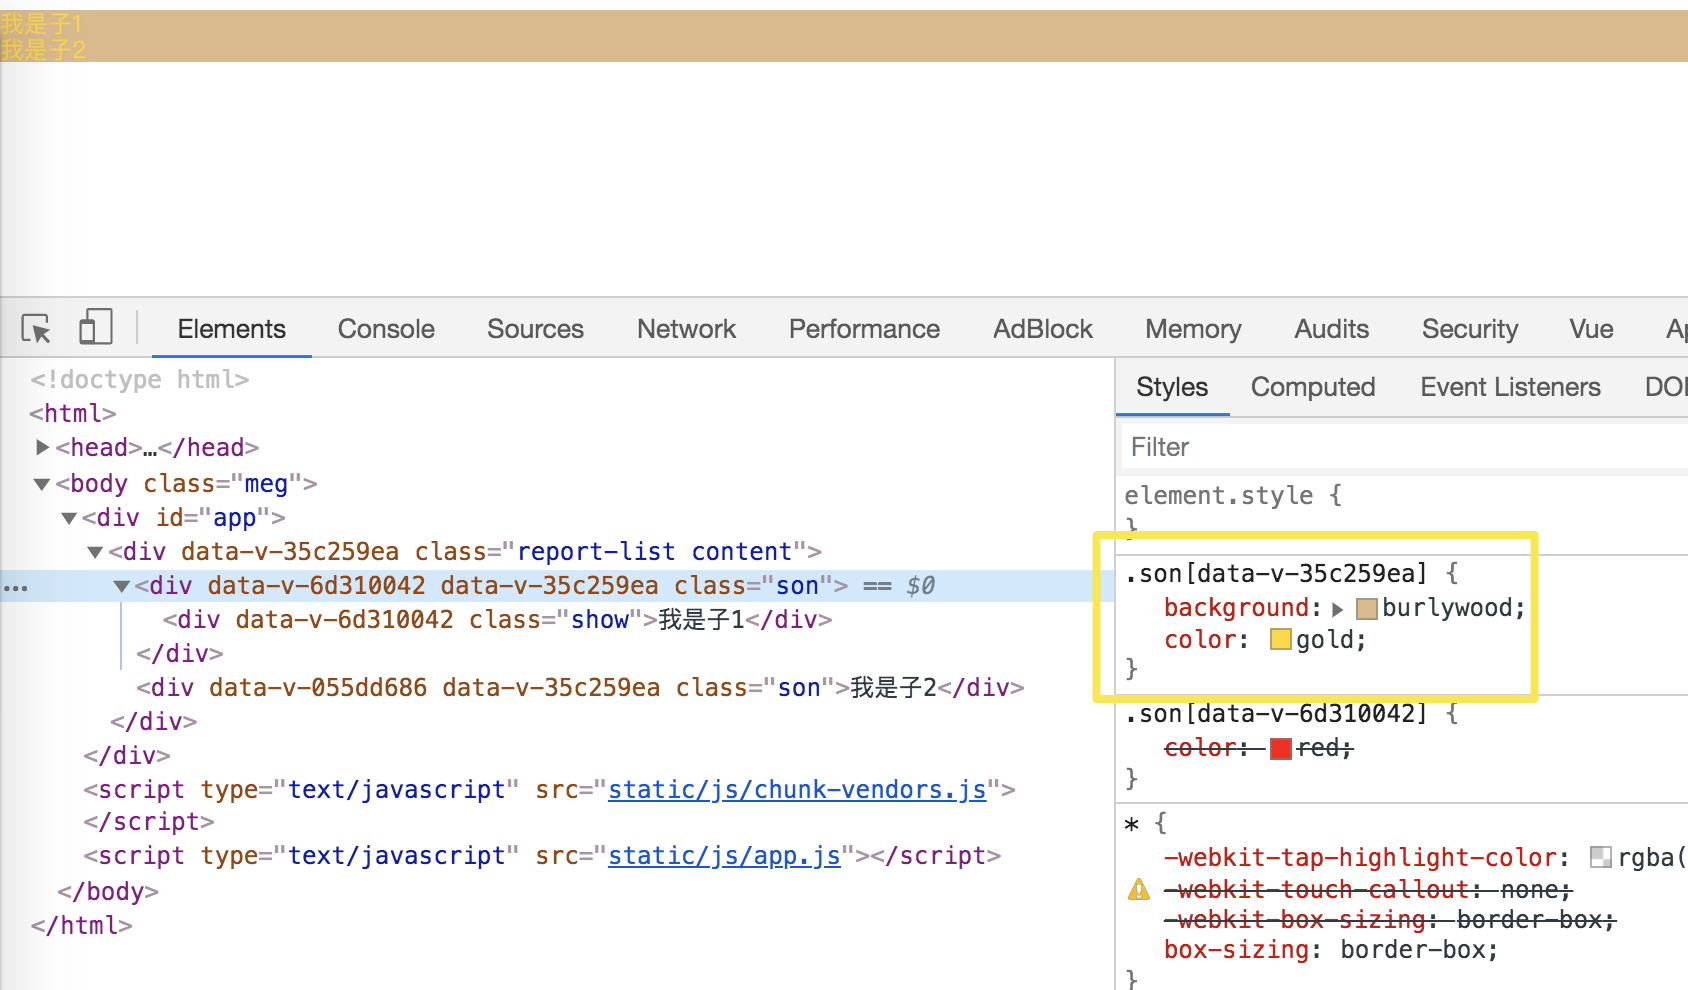 我是子1
我是子2
Elements Console Sources Network Performance AdBlock Memory Audits Security Vue Ap
<!doctype html>
<html>
▶<head>…</head>
▼<body class="meg">
▼<div id="app">
▼<div data-v-35c259ea class="report-list content">
…▼<div data-v-6d310042 data-v-35c259ea class="son"> == $0
<div data-v-6d310042 class="show">我是子1</div>
</div>
<div data-v-055dd686 data-v-35c259ea class="son">我是子2</div>
</div>
</div>
<script type="text/javascript" src="static/js/chunk-vendors.js">
</script>
<script type="text/javascript" src="static/js/app.js"></script>
</body>
</html>
Styles Computed Event Listeners DO
Filter
element.style {
}
.son[data-v-35c259ea] {
background: ▶ burlywood;
color: gold;
}
.son[data-v-6d310042] {
color: red;
}
* {
-webkit-tap-highlight-color: rgba(
-webkit-touch-callout: none;
-webkit-box-sizing: border-box;
box-sizing: border-box;
}